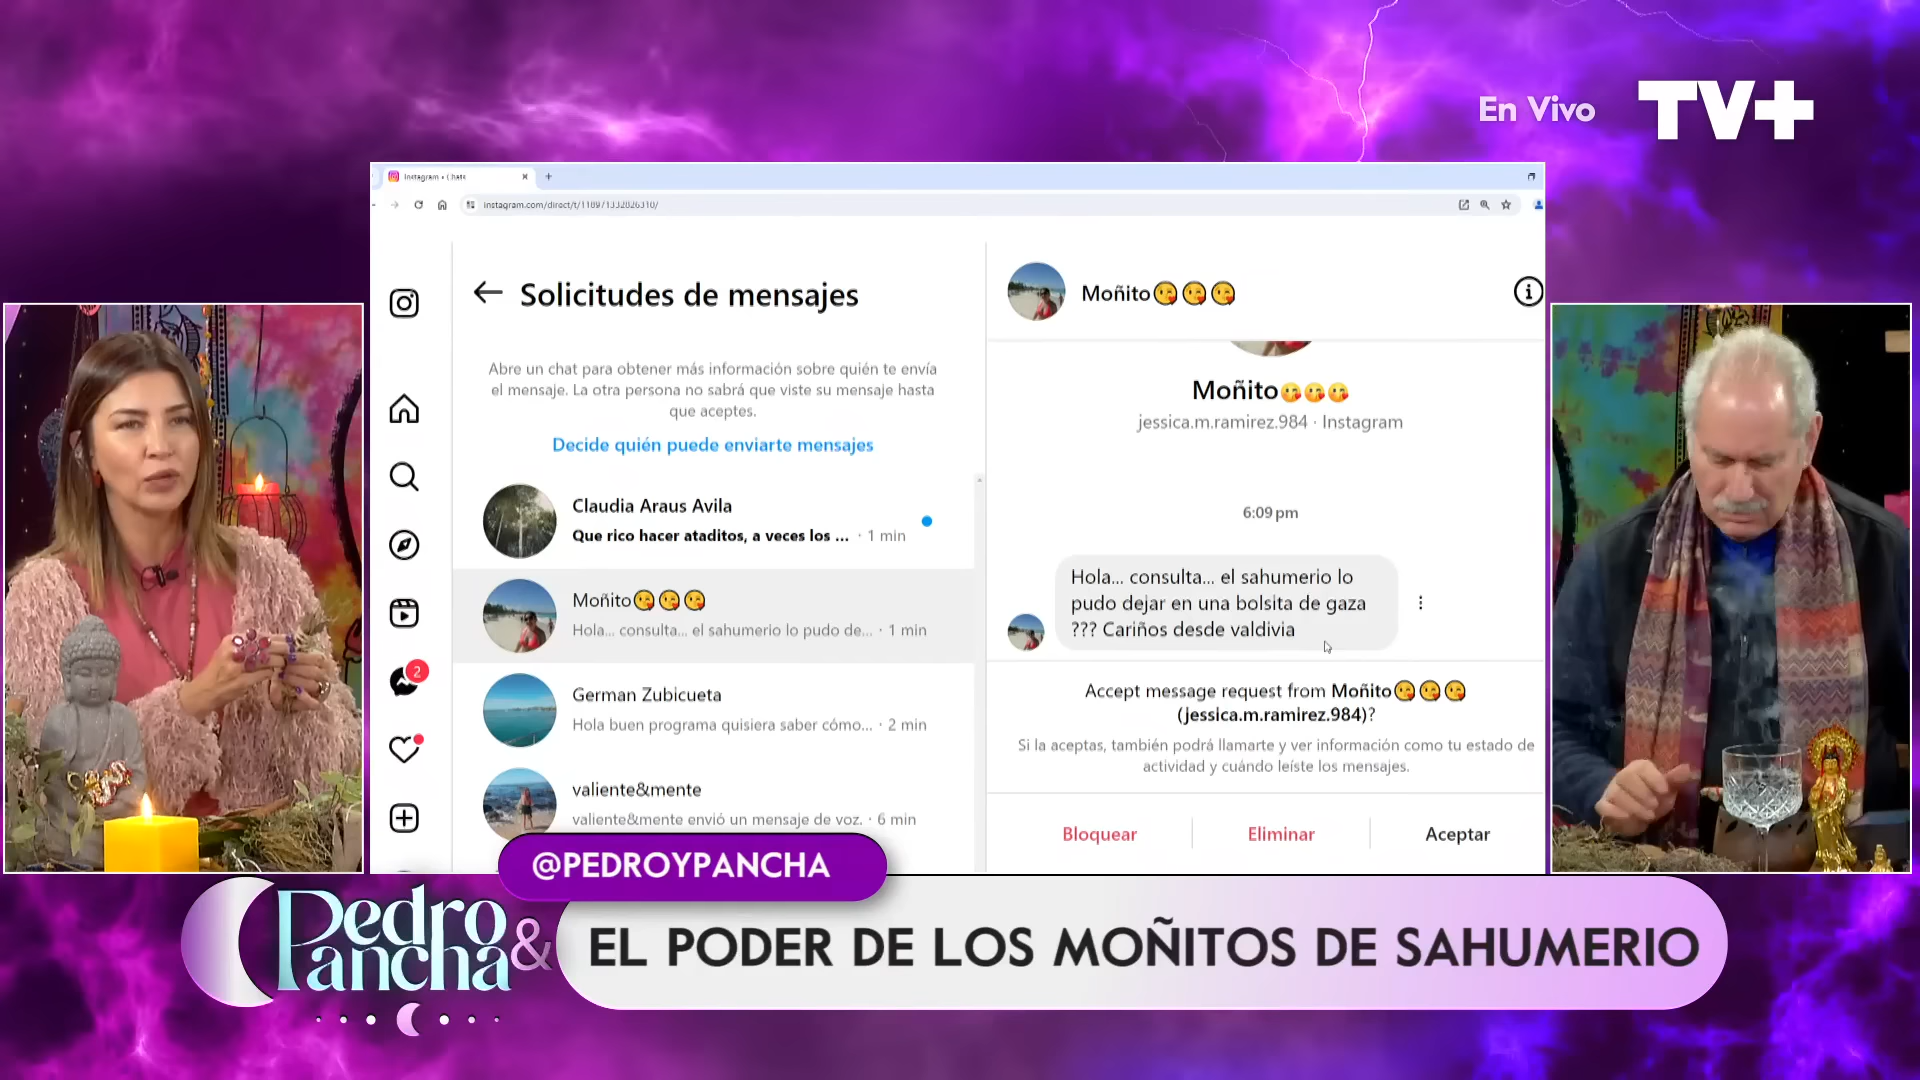 En Vivo TV+
Instagram • Chats
Solicitudes de mensajes
Abre un chat para obtener más información sobre quién te envía
el mensaje. La otra persona no sabrá que viste su mensaje hasta
que aceptes.
Decide quién puede enviarte mensajes
Claudia Araus Avila
Que rico hacer ataditos, a veces los ... · 1 min
Moñito😘😘😘
Hola... consulta... el sahumerio lo pudo de... · 1 min
German Zubicueta
Hola buen programa quisiera saber cómo... · 2 min
valiente&mente
valiente&mente envió un mensaje de voz. · 6 min
2
Moñito😘😘😘
Moñito😘😘😘
jessica.m.ramirez.984 · Instagram
6:09 pm
Hola... consulta... el sahumerio lo
pudo dejar en una bolsita de gaza
??? Cariños desde valdivia
Accept message request from Moñito😘😘😘
(jessica.m.ramirez.984)?
Si la aceptas, también podrá llamarte y ver información como tu estado de
actividad y cuándo leíste los mensajes.
Bloquear Eliminar Aceptar
@PEDROYPANCHA
Pedro &
Pancha
EL PODER DE LOS MOÑITOS DE SAHUMERIO